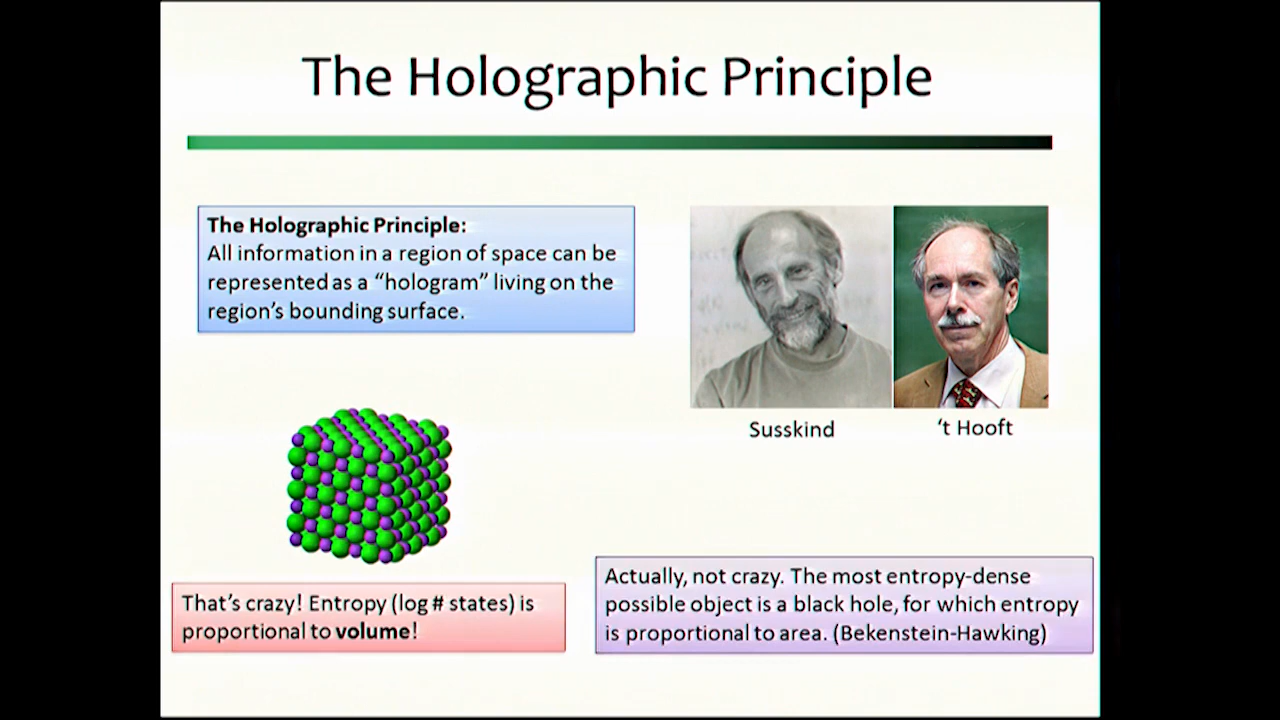 The Holographic Principle
The Holographic Principle:
All information in a region of space can be
represented as a “hologram” living on the
region’s bounding surface.
Susskind
‘t Hooft
That’s crazy! Entropy (log # states) is
proportional to volume!
Actually, not crazy. The most entropy-dense
possible object is a black hole, for which entropy
is proportional to area. (Bekenstein-Hawking)